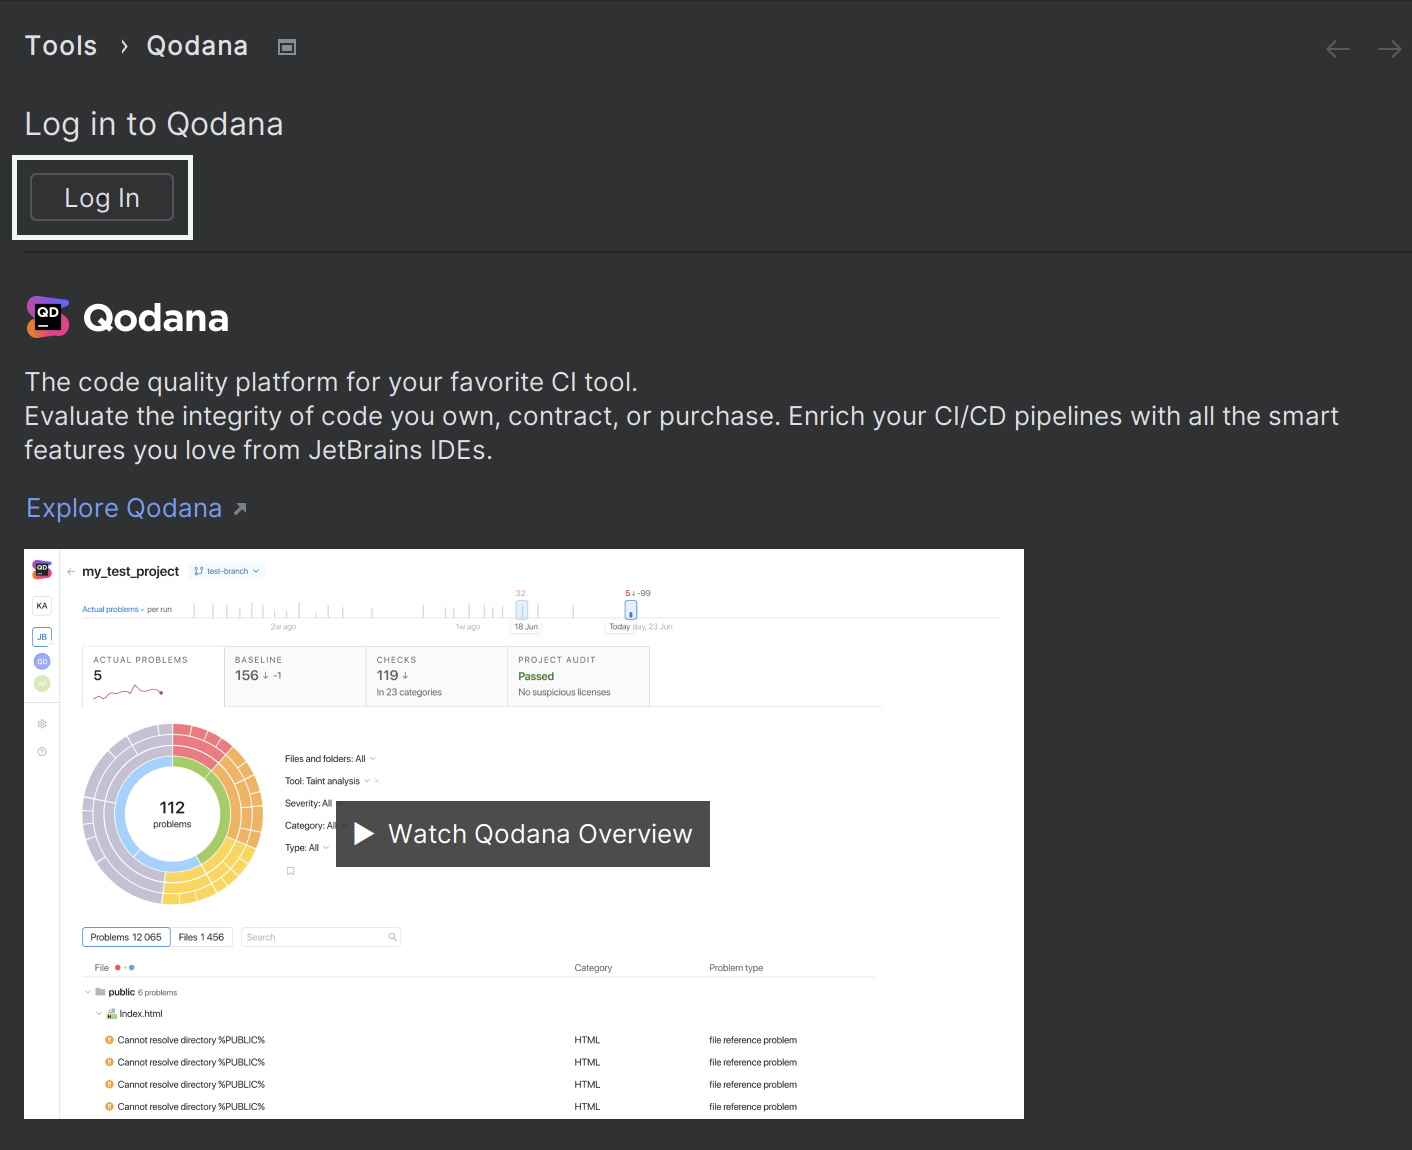 Tools › Qodana
Log in to Qodana
Log In
QD
Qodana
The code quality platform for your favorite CI tool.
Evaluate the integrity of code you own, contract, or purchase. Enrich your CI/CD pipelines with all the smart
features you love from JetBrains IDEs.
Explore Qodana
QD
my_test_project
test-branch
KA
JB
QD
AP
Actual problems per run
2w ago
1w ago
32
18 Jun
5↓ -99
Today day, 23 Jun
ACTUAL PROBLEMS
5
BASELINE
156 ↓ -1
CHECKS
119 ↓
In 23 categories
PROJECT AUDIT
Passed
No suspicious licenses
112
problems
Files and folders: All
Tool: Taint analysis
Severity: All
Category: All
Type: All
Watch Qodana Overview
Problems 12 065
Files 1 456
Search
File
Category
Problem type
public 6 problems
Index.html
Cannot resolve directory %PUBLIC% HTML file reference problem
Cannot resolve directory %PUBLIC% HTML file reference problem
Cannot resolve directory %PUBLIC% HTML file reference problem
Cannot resolve directory %PUBLIC% HTML file reference problem